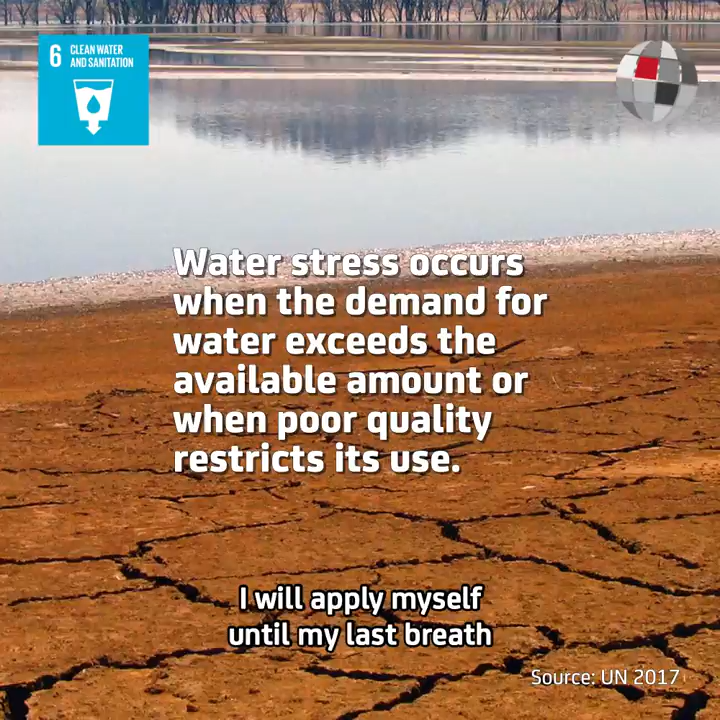 6 CLEAN WATER
AND SANITATION
Water stress occurs
when the demand for
water exceeds the
available amount or
when poor quality
restricts its use.
I will apply myself
until my last breath
Source: UN 2017